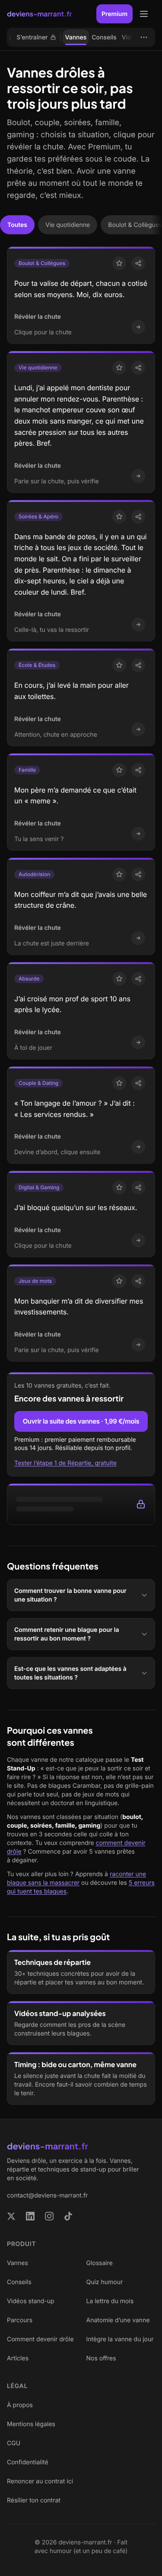 deviens-marrant.fr
Premium
S'entraîner
Vannes
Conseils
Toutes
Vie quotidienne
Boulot & Collègues
Vannes drôles à
ressortir ce soir, pas
trois jours plus tard
Boulot, couple, soirées, famille,
gaming : choisis ta situation, clique pour
révéler la chute. Avec Premium, tu
gardes tes préférées sous le coude. La
théorie, c'est bien. Avoir une vanne
prête au moment où tout le monde te
regarde, c'est mieux.
Boulot & Collègues
Pour ta valise de départ, chacun a cotisé
selon ses moyens. Moi, dix euros.
Révéler la chute
Clique pour la chute
Vie quotidienne
Lundi, j'ai appelé mon dentiste pour
annuler mon rendez-vous. Parenthèse :
le manchot empereur couve son œuf
deux mois sans manger, ce qui met une
sacrée pression sur tous les autres
pères. Bref.
Révéler la chute
Parie sur la chute, puis vérifie
Soirées & Apéro
Dans ma bande de potes, il y en a un qui
triche à tous les jeux de société. Tout le
monde le sait. On a fini par le surveiller
de près. Parenthèse : le dimanche à
dix-sept heures, le ciel a déjà une
couleur de lundi. Bref.
Révéler la chute
Celle-là, tu vas la ressortir
École & Études
En cours, j'ai levé la main pour aller
aux toilettes.
Révéler la chute
Attention, chute en approche
Famille
Mon père m'a demandé ce que c'était
un « meme ».
Révéler la chute
Tu la sens venir ?
Autodérision
Mon coiffeur m'a dit que j'avais une belle
structure de crâne.
Révéler la chute
La chute est juste derrière
Absurde
J'ai croisé mon prof de sport 10 ans
après le lycée.
Révéler la chute
À toi de jouer
Couple & Dating
« Ton langage de l'amour ? » J'ai dit :
« Les services rendus. »
Révéler la chute
Devine d'abord, clique ensuite
Digital & Gaming
J'ai bloqué quelqu'un sur les réseaux.
Révéler la chute
Clique pour la chute
Jeux de mots
Mon banquier m'a dit de diversifier mes
investissements.
Révéler la chute
Parie sur la chute, puis vérifie
Les 10 vannes gratuites, c'est fait.
Encore des vannes à ressortir
Ouvrir la suite des vannes · 1,99 €/mois
Premium : premier paiement remboursable
sous 14 jours. Résiliable depuis ton profil.
Tester l'étape 1 de Répartie, gratuite
Questions fréquentes
Comment trouver la bonne vanne pour
une situation ?
Comment retenir une blague pour la
ressortir au bon moment ?
Est-ce que les vannes sont adaptées à
toutes les situations ?
Pourquoi ces vannes
sont différentes
Chaque vanne de notre catalogue passe le Test
Stand-Up : « est-ce que je peux la sortir ce soir et
faire rire ? » Si la réponse est non, elle n'est pas sur
ce site. Pas de blagues Carambar, pas de grille-pain
qui parle tout seul, pas de jeux de mots qui
nécessitent un doctorat en linguistique.
Nos vannes sont classées par situation (boulot,
couple, soirées, famille, gaming) pour que tu
trouves en 3 secondes celle qui colle à ton
contexte. Tu veux comprendre comment devenir
drôle ? Commence par avoir 5 vannes prêtes
à dégainer.
Tu veux aller plus loin ? Apprends à raconter une
blague sans la massacrer ou découvre les 5 erreurs
qui tuent tes blagues.
La suite, si tu as pris goût
Techniques de répartie
30+ techniques concrètes pour avoir de la
répartie et placer tes vannes au bon moment.
Vidéos stand-up analysées
On regarde comment les pros de la scène
construisent leurs blagues.
Timing : bide ou carton, même vanne
Le silence juste avant la chute fait la moitié du
travail. Encore faut-il savoir combien de temps
le tenir.
deviens-marrant.fr
Deviens drôle, un exercice à la fois. Vannes,
répartie et techniques de stand-up pour briller
en société.
contact@deviens-marrant.fr
PRODUIT
Vannes
Glossaire
Conseils
Quiz humour
Vidéos stand-up
La lettre du mois
Parcours
Anatomie d'une vanne
Comment devenir drôle
Intègre la vanne du jour
Articles
Nos offres
LÉGAL
À propos
Mentions légales
CGU
Confidentialité
Renoncer au contrat ici
Résilier ton contrat
© 2026 deviens-marrant.fr · Fait
avec humour (et un peu de café)